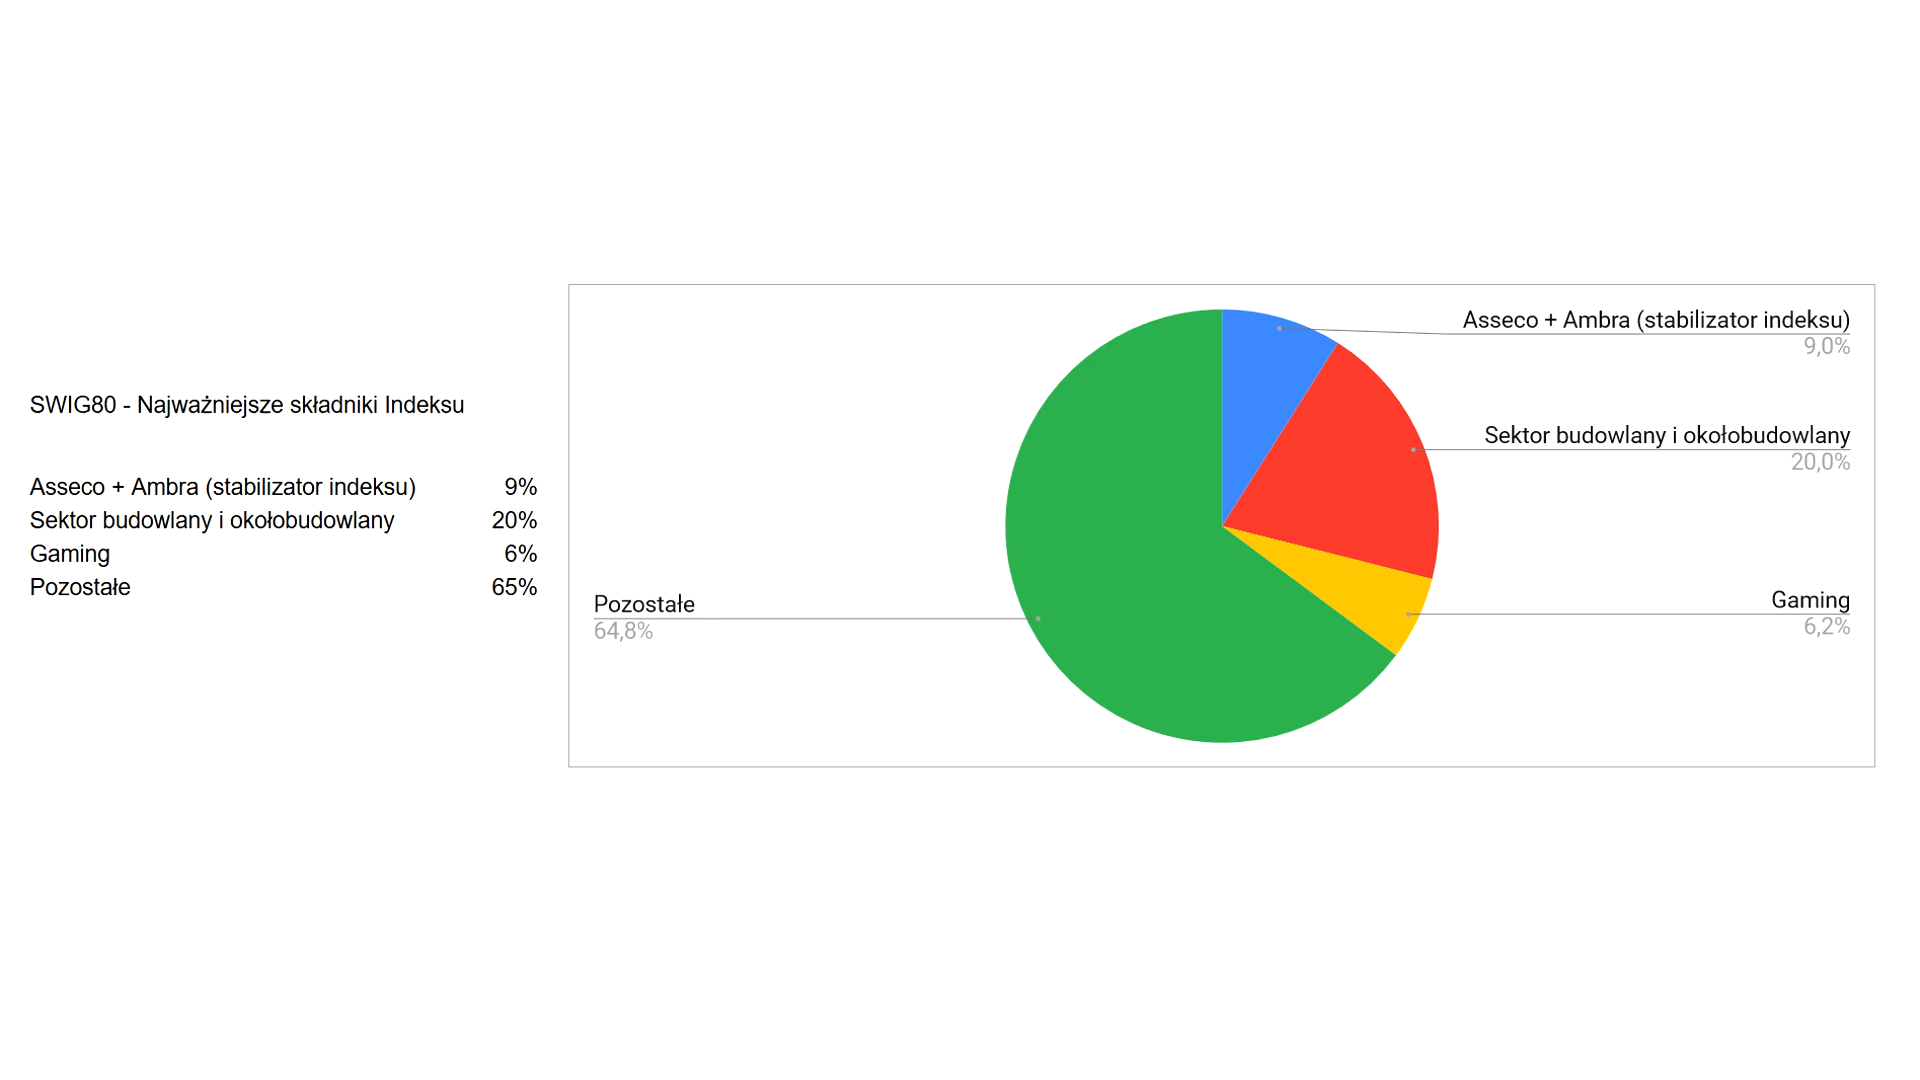 SWIG80 - Najważniejsze składniki Indeksu
Asseco + Ambra (stabilizator indeksu) 9%
Sektor budowlany i okołobudowlany 20%
Gaming 6%
Pozostałe 65%
Asseco + Ambra (stabilizator indeksu)
9,0%
Sektor budowlany i okołobudowlany
20,0%
Gaming
6,2%
Pozostałe
64,8%